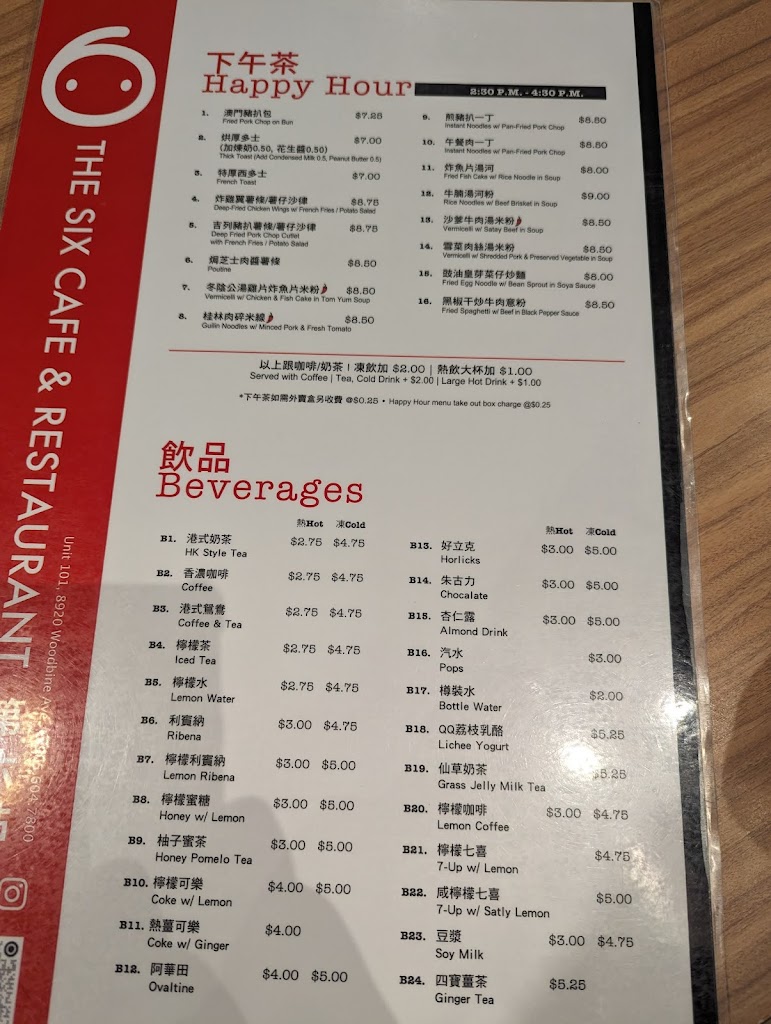 THE SIX CAFE & RESTAURANT
Unit 101, 8920 Woodbine
下午茶
Happy Hour 2:30 P.M. - 4:30 P.M.
1. 澳門豬扒包 $7.25
Fried Pork Chop on Bun
2. 烘厚多士 $7.00
(加煉奶0.50, 花生醬0.50)
Thick Toast (Add Condensed Milk 0.5, Peanut Butter 0.5)
3. 特厚西多士 $7.00
French Toast
4. 炸雞翼薯條/薯仔沙律 $8.75
Deep-Fried Chicken Wings w/ French Fries / Potato Salad
5. 吉列豬扒薯條/薯仔沙律 $8.75
Deep Fried Pork Chop Cutlet
with French Fries / Potato Salad
6. 焗芝士肉醬薯條 $8.50
Poutine
7. 冬陰公湯雞片炸魚片米粉 $8.50
Vermicelli w/ Chicken & Fish Cake in Tom Yum Soup
8. 桂林肉碎米線 $8.50
Guilin Noodles w/ Minced Pork & Fresh Tomato
9. 煎豬扒一丁 $8.50
Instant Noodles w/ Pan-Fried Pork Chop
10. 午餐肉一丁 $8.50
Instant Noodles w/ Pan-Fried Pork Chop
11. 炸魚片湯河 $8.00
Fried Fish Cake w/ Rice Noodle in Soup
12. 牛腩湯河粉 $9.00
Rice Noodles w/ Beef Brisket in Soup
13. 沙爹牛肉湯米粉 $8.50
Vermicelli w/ Satay Beef in Soup
14. 雪菜肉絲湯米粉 $8.50
Vermicelli w/ Shredded Pork & Preserved Vegetable in Soup
15. 豉油皇芽菜仔炒麵 $8.00
Fried Egg Noodle w/ Bean Sprout in Soya Sauce
16. 黑椒干炒牛肉意粉 $8.50
Fried Spaghetti w/ Beef in Black Pepper Sauce
以上跟咖啡/奶茶 | 凍飲加 $2.00 | 熱飲大杯加 $1.00
Served with Coffee | Tea, Cold Drink + $2.00 | Large Hot Drink + $1.00
*下午茶如需外賣盒另收費 @$0.25 • Happy Hour menu take out box charge @$0.25
飲品
Beverages
熱Hot 凍Cold
B1. 港式奶茶 $2.75 $4.75
HK Style Tea
B2. 香濃咖啡 $2.75 $4.75
Coffee
B3. 港式鴛鴦 $2.75 $4.75
Coffee & Tea
B4. 檸檬茶 $2.75 $4.75
Iced Tea
B5. 檸檬水 $2.75 $4.75
Lemon Water
B6. 利賓納 $3.00 $4.75
Ribena
B7. 檸檬利賓納 $3.00 $5.00
Lemon Ribena
B8. 檸檬蜜糖 $3.00 $5.00
Honey w/ Lemon
B9. 柚子蜜茶 $3.00 $5.00
Honey Pomelo Tea
B10. 檸檬可樂 $4.00 $5.00
Coke w/ Lemon
B11. 熱薑可樂 $4.00
Coke w/ Ginger
B12. 阿華田 $4.00 $5.00
Ovaltine
熱Hot 凍Cold
B13. 好立克 $3.00 $5.00
Horlicks
B14. 朱古力 $3.00 $5.00
Chocolate
B15. 杏仁露 $3.00 $5.00
Almond Drink
B16. 汽水 $3.00
Pops
B17. 樽裝水 $2.00
Bottle Water
B18. QQ荔枝乳酪 $5.25
Lichee Yogurt
B19. 仙草奶茶 $5.25
Grass Jelly Milk Tea
B20. 檸檬咖啡 $3.00 $4.75
Lemon Coffee
B21. 檸檬七喜 $4.75
7-Up w/ Lemon
B22. 咸檸檬七喜 $5.00
7-Up w/ Satly Lemon
B23. 豆漿 $3.00 $4.75
Soy Milk
B24. 四寶薑茶 $5.25
Ginger Tea